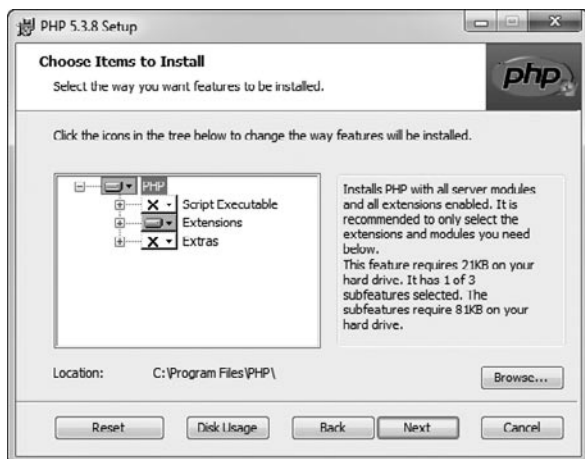 PHP 5.3.8 Setup
Choose Items to Install
Select the way you want features to be installed.
php
Click the icons in the tree below to change the way features will be installed.
PHP
Script Executable
Extensions
Extras
Installs PHP with all server modules
and all extensions enabled. It is
recommended to only select the
extensions and modules you need
below.
This feature requires 21KB on your
hard drive. It has 1 of 3
subfeatures selected. The
subfeatures require 81KB on your
hard drive.
Location: C:\Program Files\PHP\
Browse...
Reset Disk Usage Back Next Cancel